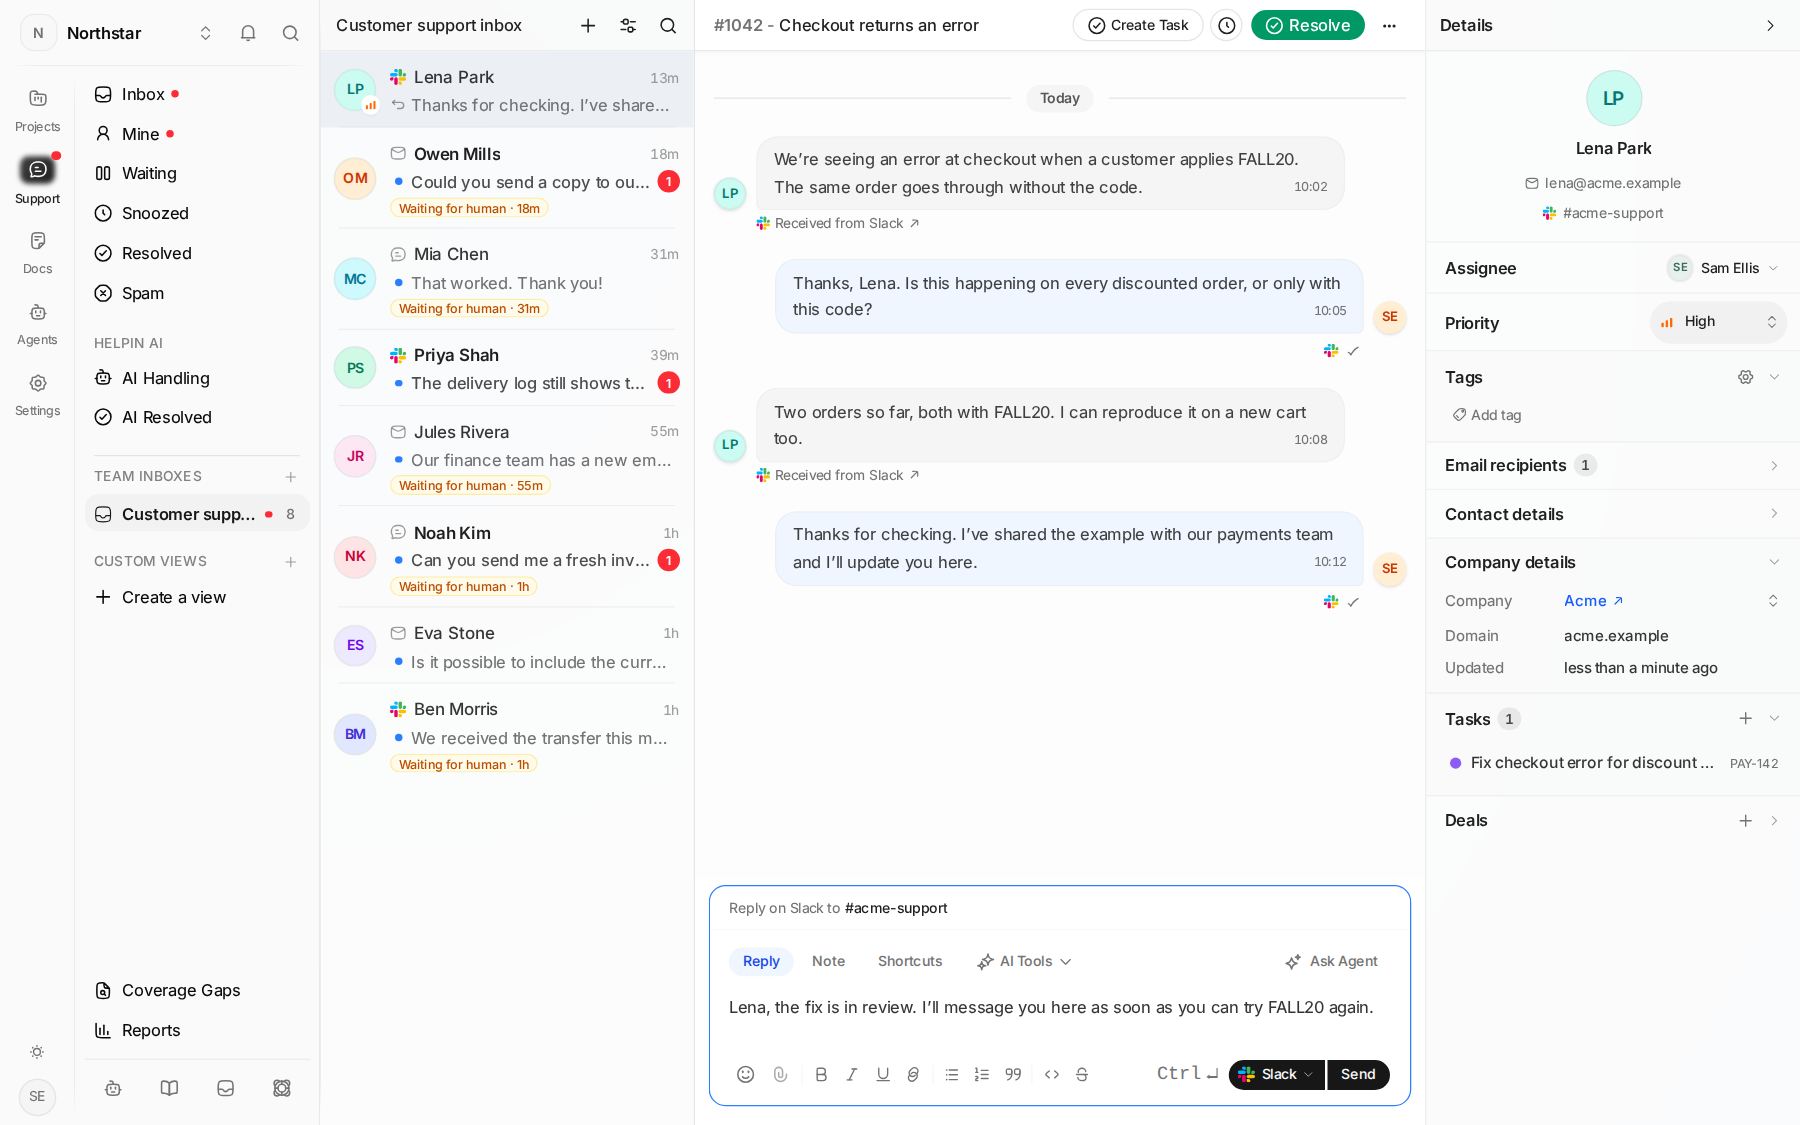 N
Northstar
Projects
Support
Docs
Agents
Settings
SE
Inbox
Mine
Waiting
Snoozed
Resolved
Spam
HELPIN AI
AI Handling
AI Resolved
TEAM INBOXES
Customer supp... 8
CUSTOM VIEWS
Create a view
Coverage Gaps
Reports
Customer support inbox
LP
Lena Park 13m
Thanks for checking. I’ve share...
OM
Owen Mills 18m
Could you send a copy to ou... 1
Waiting for human · 18m
MC
Mia Chen 31m
That worked. Thank you!
Waiting for human · 31m
PS
Priya Shah 39m
The delivery log still shows t... 1
JR
Jules Rivera 55m
Our finance team has a new em...
Waiting for human · 55m
NK
Noah Kim 1h
Can you send me a fresh inv... 1
Waiting for human · 1h
ES
Eva Stone 1h
Is it possible to include the curr...
BM
Ben Morris 1h
We received the transfer this m...
Waiting for human · 1h
#1042 - Checkout returns an error
Create Task
Resolve
Today
We’re seeing an error at checkout when a customer applies FALL20.
The same order goes through without the code. 10:02
LP
Received from Slack
Thanks, Lena. Is this happening on every discounted order, or only with
this code? 10:05
SE
Two orders so far, both with FALL20. I can reproduce it on a new cart
too. 10:08
LP
Received from Slack
Thanks for checking. I’ve shared the example with our payments team
and I’ll update you here. 10:12
SE
Reply on Slack to #acme-support
Reply Note Shortcuts AI Tools Ask Agent
Lena, the fix is in review. I’ll message you here as soon as you can try FALL20 again.
Ctrl Slack Send
Details
LP
Lena Park
lena@acme.example
#acme-support
Assignee SE Sam Ellis
Priority High
Tags
Add tag
Email recipients 1
Contact details
Company details
Company Acme
Domain acme.example
Updated less than a minute ago
Tasks 1
Fix checkout error for discount ... PAY-142
Deals